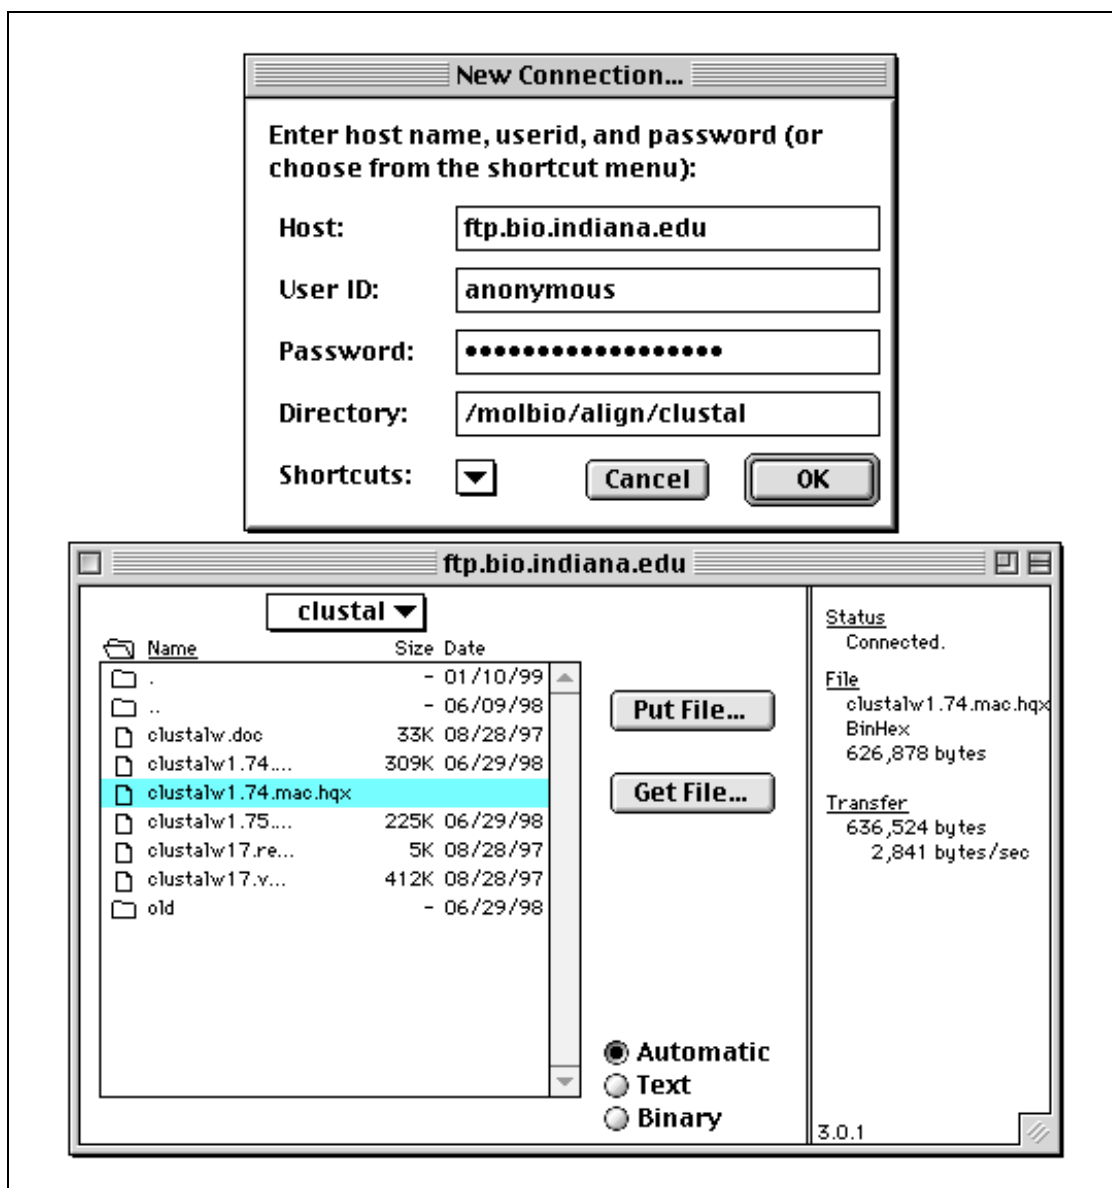 New Connection...
Enter host name, userid, and password (or
choose from the shortcut menu):
Host: ftp.bio.indiana.edu
User ID: anonymous
Password: ••••••••••••••••••
Directory: /molbio/align/clustal
Shortcuts: Cancel OK
ftp.bio.indiana.edu
clustal
Name Size Date
. - 01/10/99
.. - 06/09/98
clustalw.doc 33K 08/28/97
clustalw1.74.... 309K 06/29/98
clustalw1.74.mac.hqx
clustalw1.75.... 225K 06/29/98
clustalw17.re... 5K 08/28/97
clustalw17.v... 412K 08/28/97
old - 06/29/98
Put File...
Get File...
Automatic
Text
Binary
Status
Connected.
File
clustalw1.74.mac.hqx
BinHex
626,878 bytes
Transfer
636,524 bytes
2,841 bytes/sec
3.0.1